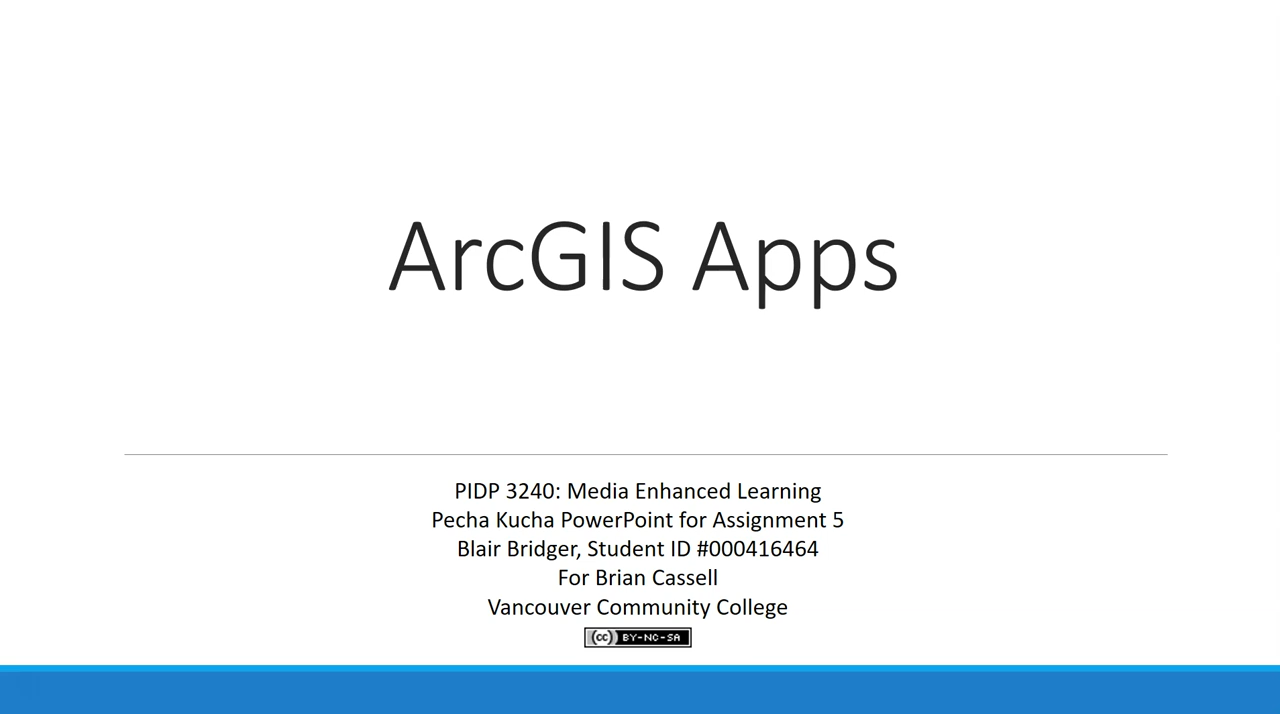 ArcGIS Apps
PIDP 3240: Media Enhanced Learning
Pecha Kucha PowerPoint for Assignment 5
Blair Bridger, Student ID #000416464
For Brian Cassell
Vancouver Community College
(cc) BY-NC-SA